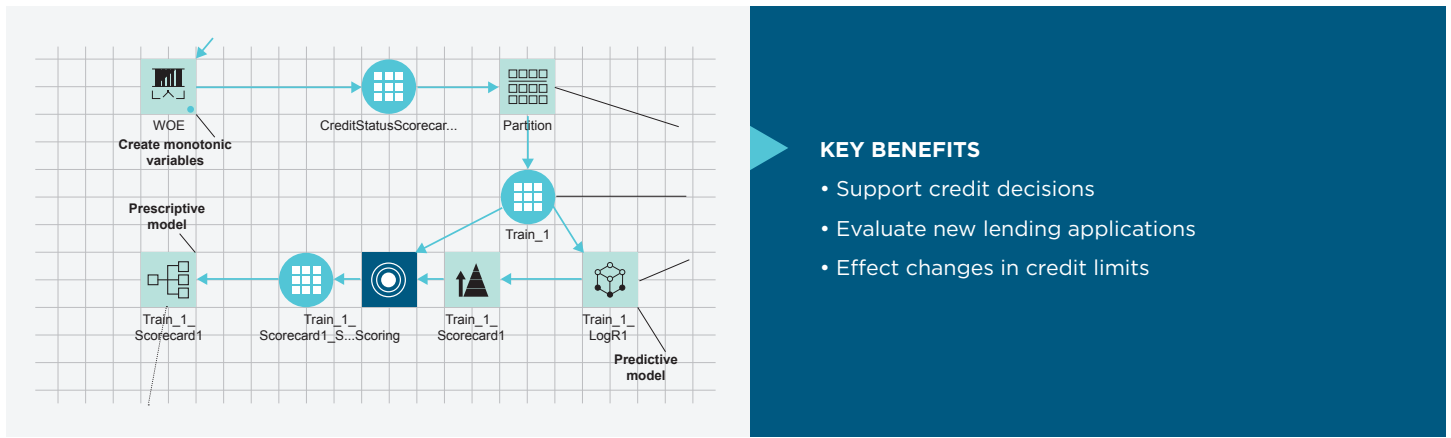 WOE
CreditStatusScorecar...
Partition
Create monotonic
variables
Train_1
Prescriptive
model
Train_1_
Scorecard1
Train_1_
Scorecard1_S...Scoring
Train_1_
Scorecard1
Train_1_
LogR1
Predictive
model
KEY BENEFITS
• Support credit decisions
• Evaluate new lending applications
• Effect changes in credit limits